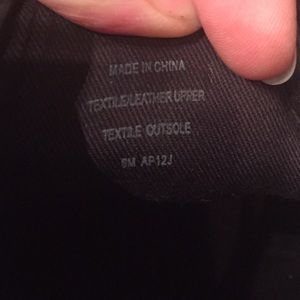 MADE IN CHINA
TEXTILE/LEATHER UPPER
TEXTILE OUTSOLE
8M AP12J